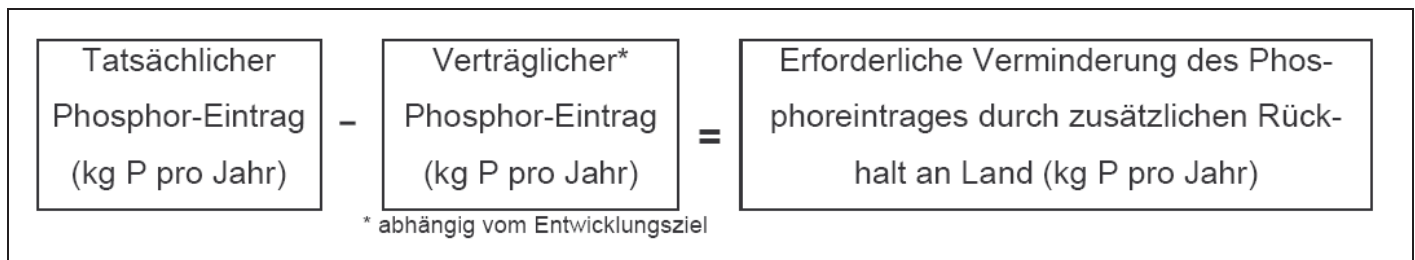 Tatsächlicher
Phosphor-Eintrag
(kg P pro Jahr)
–
Verträglicher*
Phosphor-Eintrag
(kg P pro Jahr)
=
Erforderliche Verminderung des Phos-
phoreintrages durch zusätzlichen Rück-
halt an Land (kg P pro Jahr)
* abhängig vom Entwicklungsziel